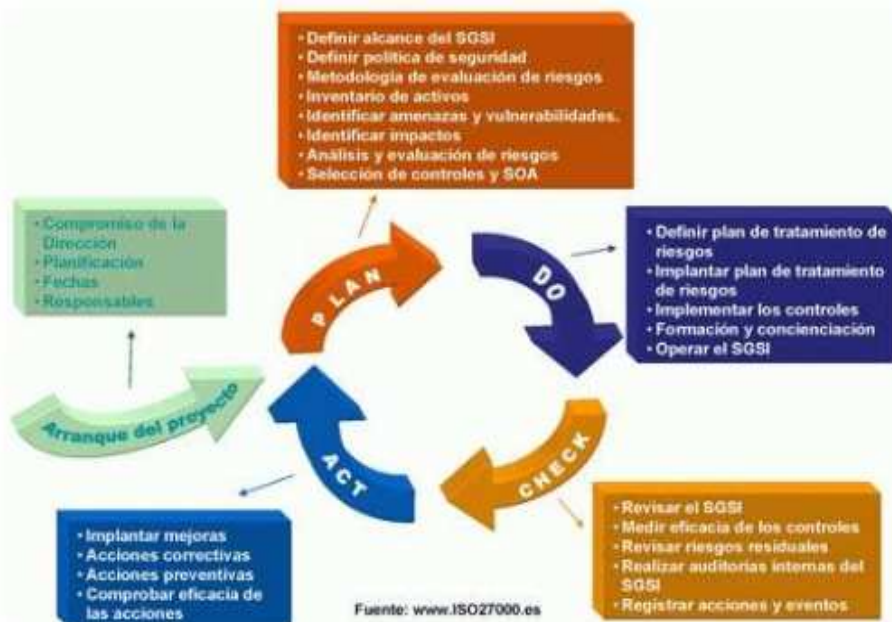 • Definir alcance del SGSI
• Definir política de seguridad
• Metodología de evaluación de riesgos
• Inventario de activos
• Identificar amenazas y vulnerabilidades.
• Identificar impactos
• Análisis y evaluación de riesgos
• Selección de controles y SOA
• Compromiso de la
Dirección
• Planificación
• Fechas
• Responsables
Arranque del proyecto
PLAN
DO
• Definir plan de tratamiento de
riesgos
• Implantar plan de tratamiento
de riesgos
• Implementar los controles
• Formación y concienciación
• Operar el SGSI
CHECK
• Revisar el SGSI
• Medir eficacia de los controles
• Revisar riesgos residuales
• Realizar auditorías internas del
SGSI
• Registrar acciones y eventos
ACT
• Implantar mejoras
• Acciones correctivas
• Acciones preventivas
• Comprobar eficacia de
las acciones
Fuente: www.ISO27000.es